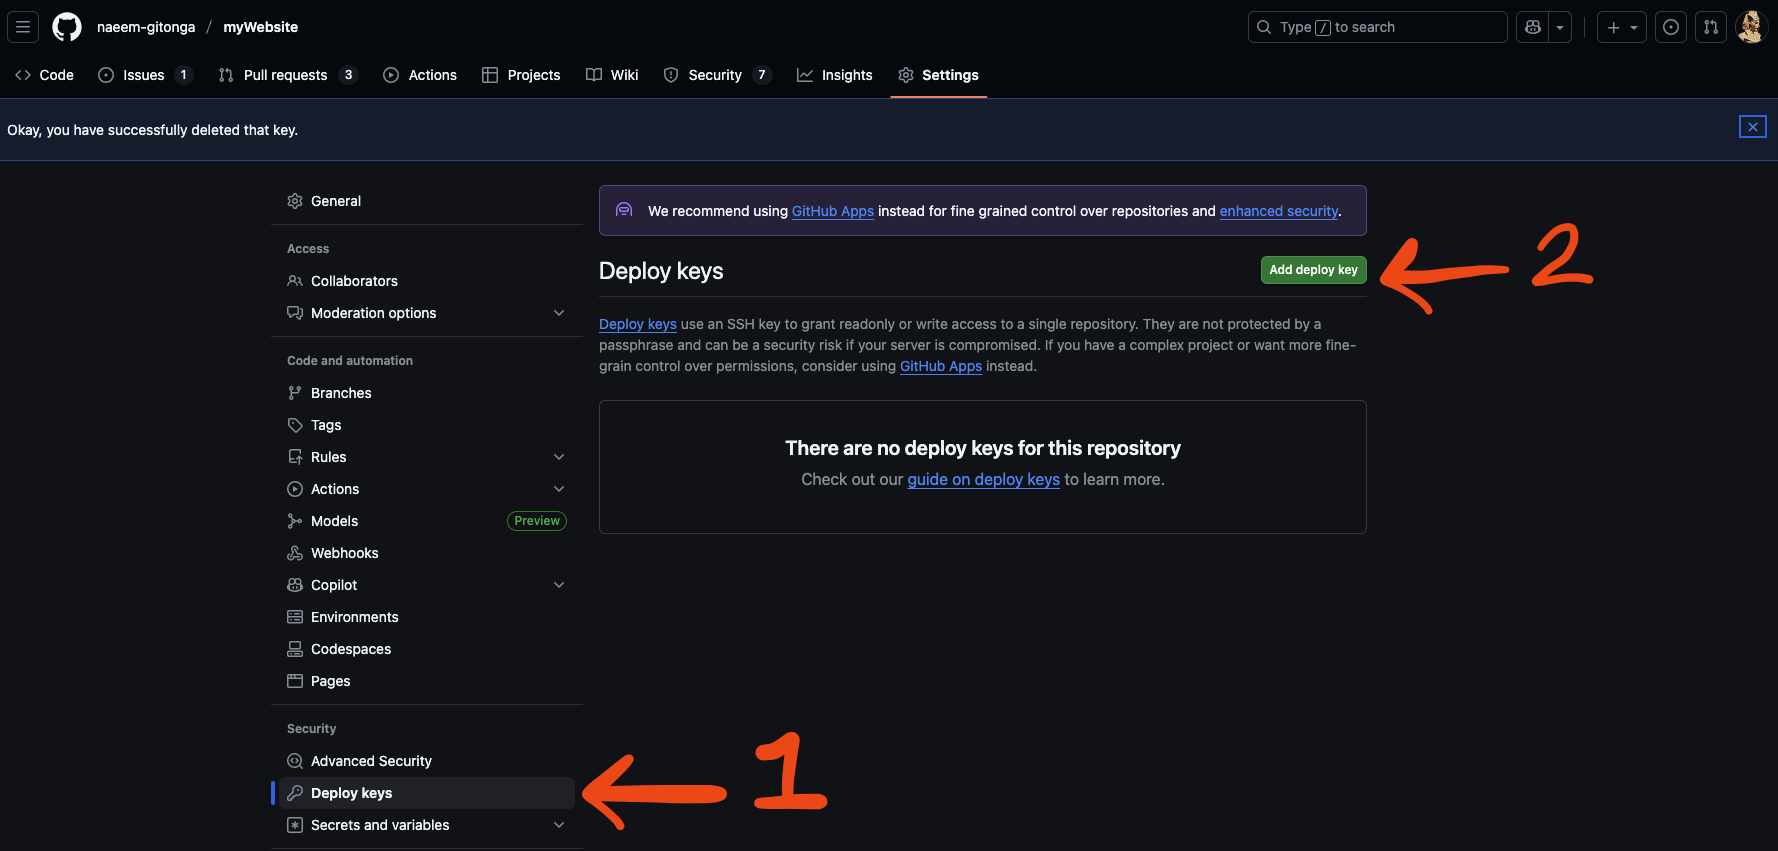 naeem-gitonga / myWebsite
Type / to search
Code
Issues 1
Pull requests 3
Actions
Projects
Wiki
Security 7
Insights
Settings
Okay, you have successfully deleted that key.
General
Access
Collaborators
Moderation options
Code and automation
Branches
Tags
Rules
Actions
Models Preview
Webhooks
Copilot
Environments
Codespaces
Pages
Security
Advanced Security
Deploy keys
1
Secrets and variables
We recommend using GitHub Apps instead for fine grained control over repositories and enhanced security.
Deploy keys
Add deploy key
2
Deploy keys use an SSH key to grant readonly or write access to a single repository. They are not protected by a
passphrase and can be a security risk if your server is compromised. If you have a complex project or want more fine-
grain control over permissions, consider using GitHub Apps instead.
There are no deploy keys for this repository
Check out our guide on deploy keys to learn more.